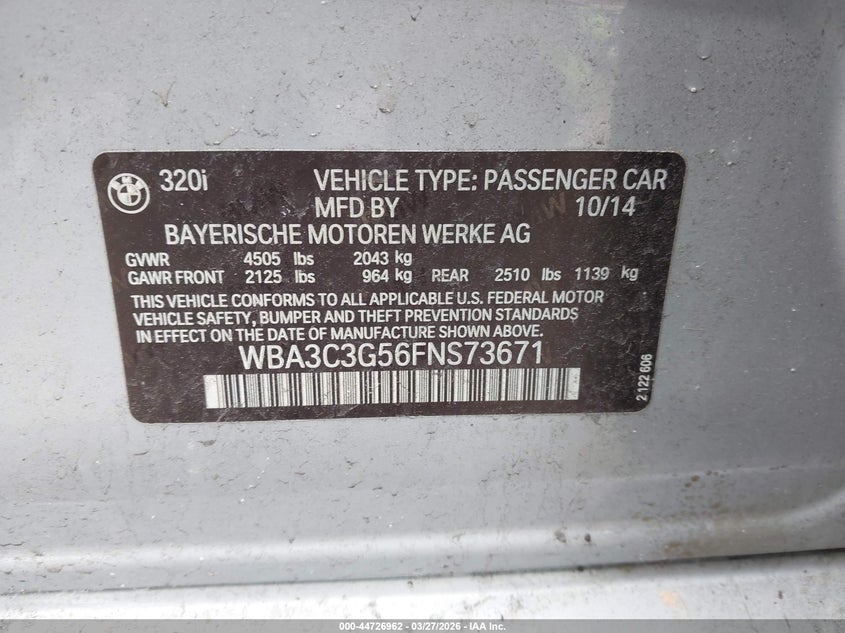 BMW
320i VEHICLE TYPE: PASSENGER CAR
MFD BY 10/14
BAYERISCHE MOTOREN WERKE AG
GVWR 4505 lbs 2043 kg
GAWR FRONT 2125 lbs 964 kg REAR 2510 lbs 1139 kg
THIS VEHICLE CONFORMS TO ALL APPLICABLE U.S. FEDERAL MOTOR
VEHICLE SAFETY, BUMPER AND THEFT PREVENTION STANDARDS
IN EFFECT ON THE DATE OF MANUFACTURE SHOWN ABOVE.
WBA3C3G56FNS73671
2 122 606
000-44726962 - 03/27/2026 - IAA Inc.